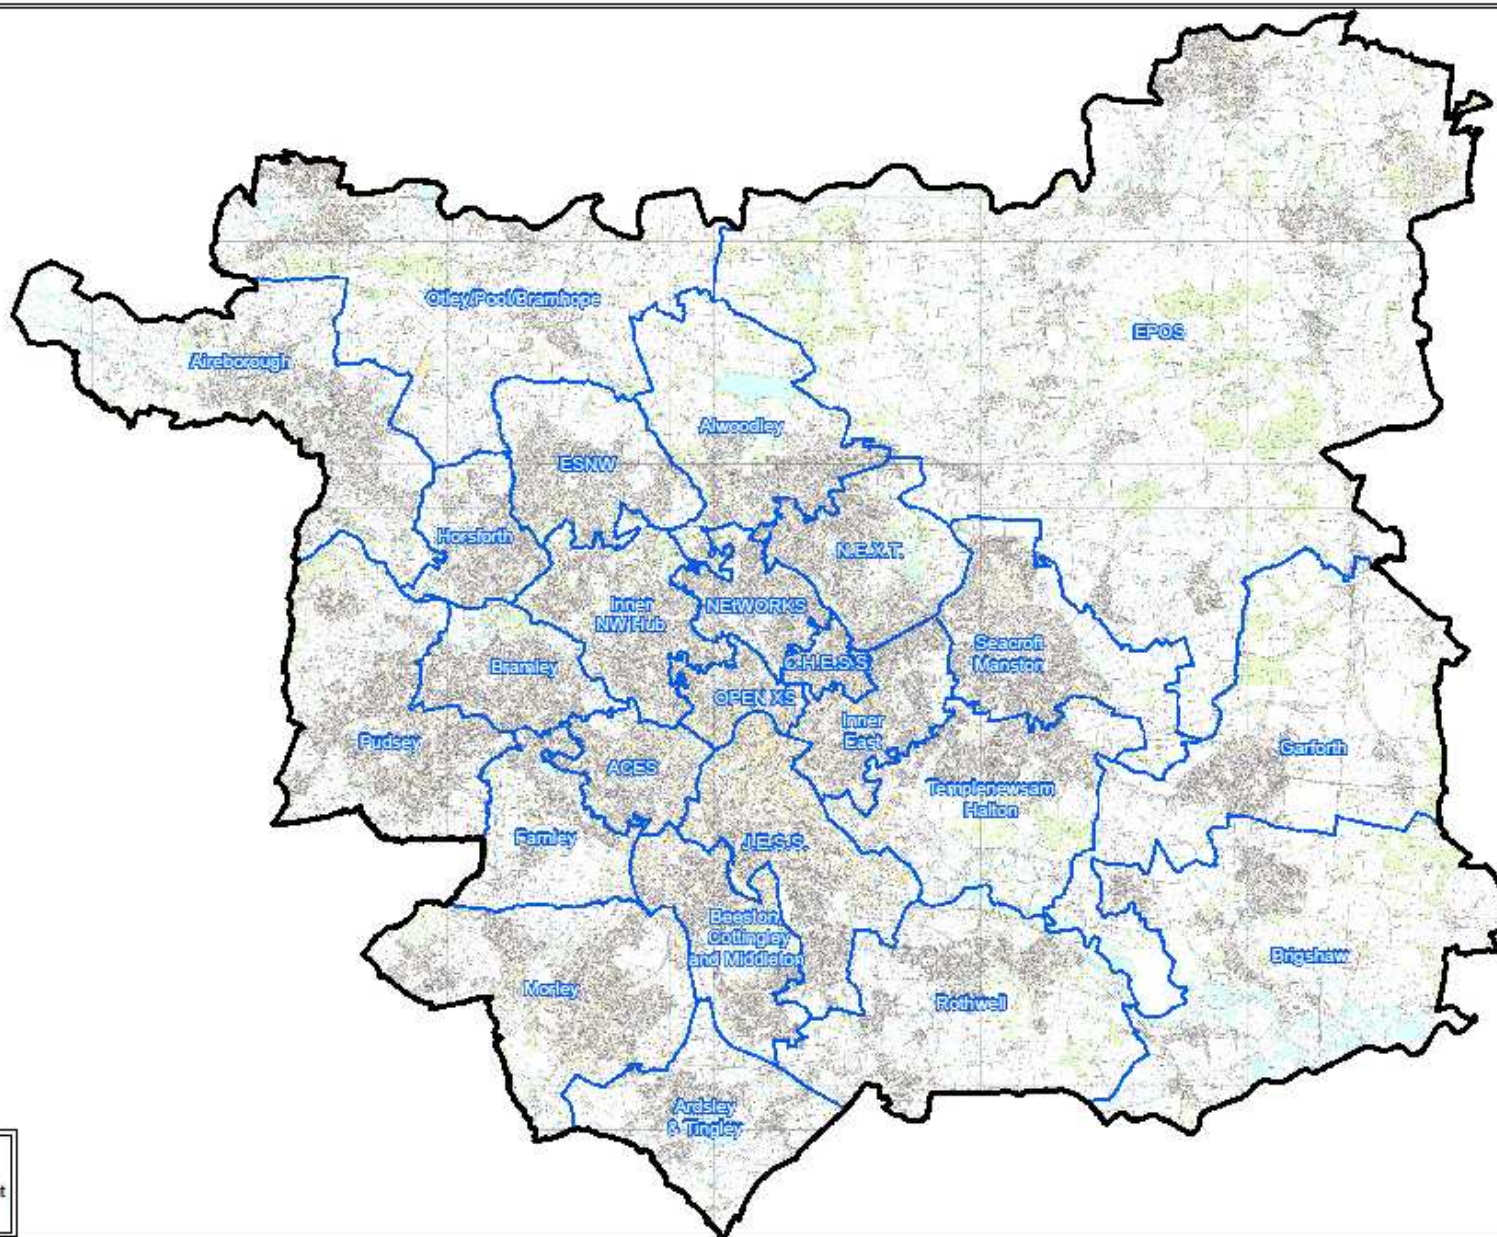 Otley/Pool/Bramhope
EPOS
Aireborough
Alwoodley
ESNW
Horsforth
N.E.X.T.
Inner
NW Hub
NEtWORKS
Seacroft
Manston
Bramley
C.H.E.S.S.
OPEN XS
Inner
East
Pudsey
Garforth
ACES
Templenewsam
Halton
Farnley
J.E.S.S.
Beeston,
Cottingley
and Middleton
Brigshaw
Morley
Rothwell
Ardsley
& Tingley
t